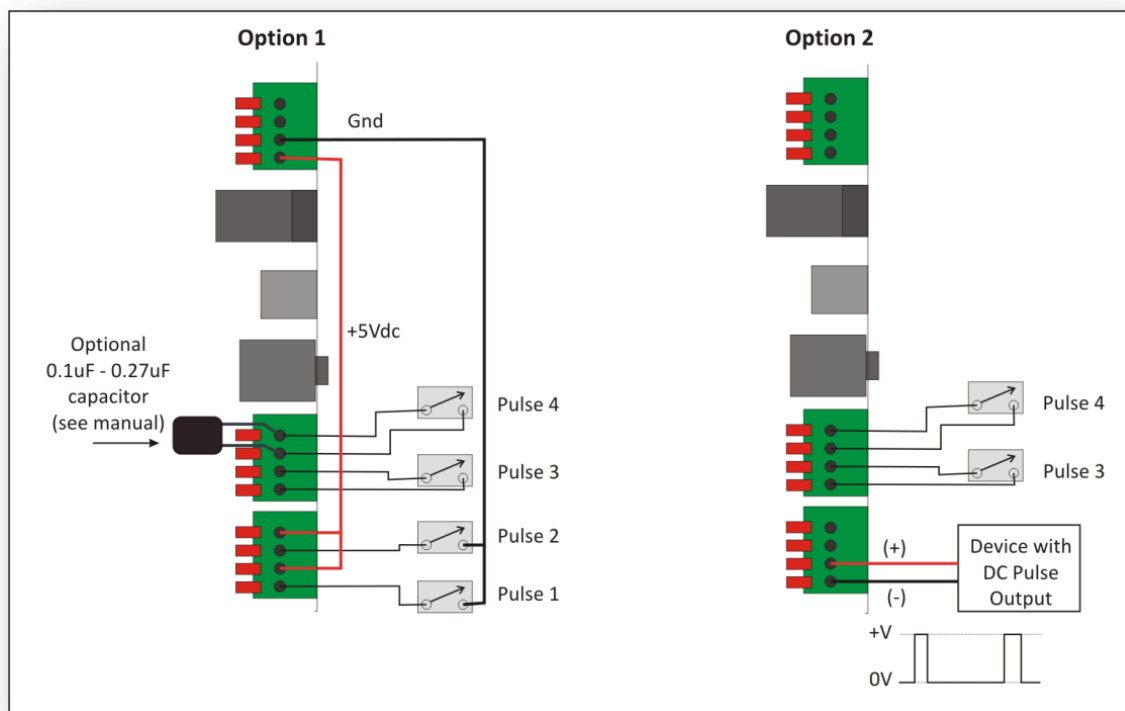 Option 1
Gnd
+5Vdc
Optional
0.1uF - 0.27uF
capacitor
(see manual)
Pulse 4
Pulse 3
Pulse 2
Pulse 1
Option 2
Pulse 4
Pulse 3
(+)
(-)
Device with
DC Pulse
Output
+V
0V